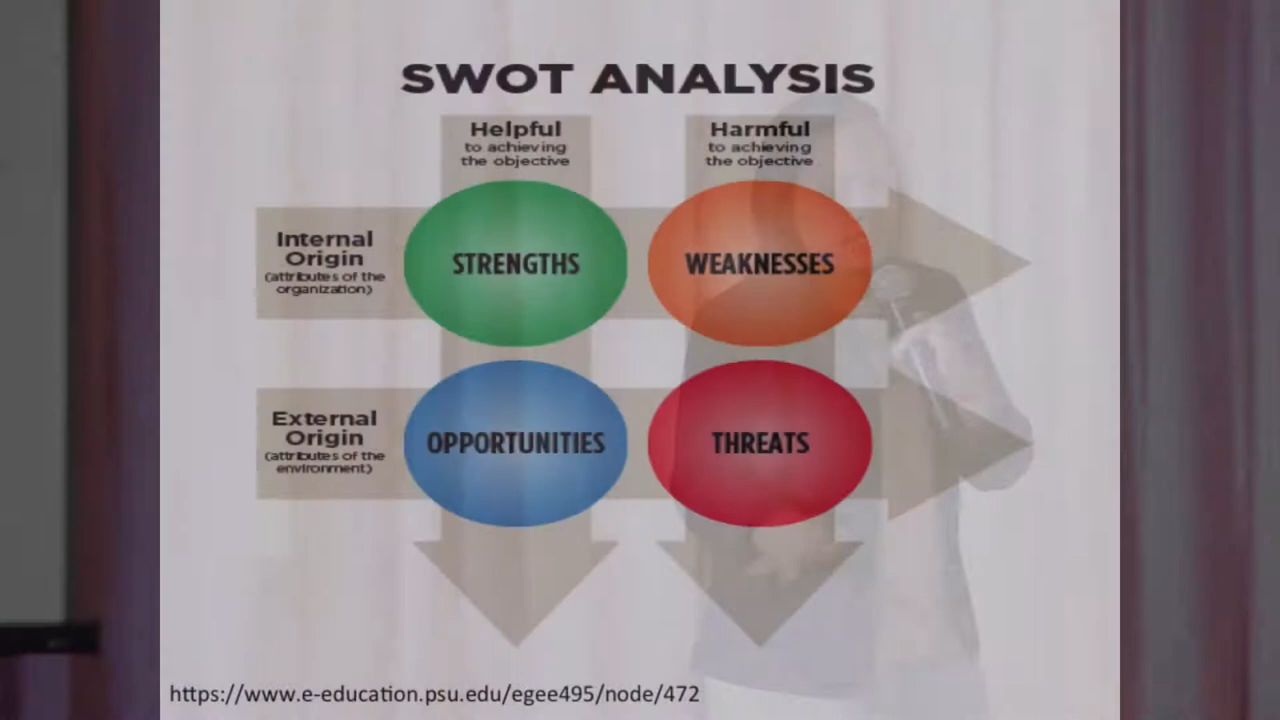 SWOT ANALYSIS
Helpful
to achieving
the objective
Harmful
to achieving
the objective
Internal
Origin
(attributes of the
organization)
STRENGTHS
WEAKNESSES
External
Origin
(attributes of the
environment)
OPPORTUNITIES
THREATS
https://www.e-education.psu.edu/egee495/node/472